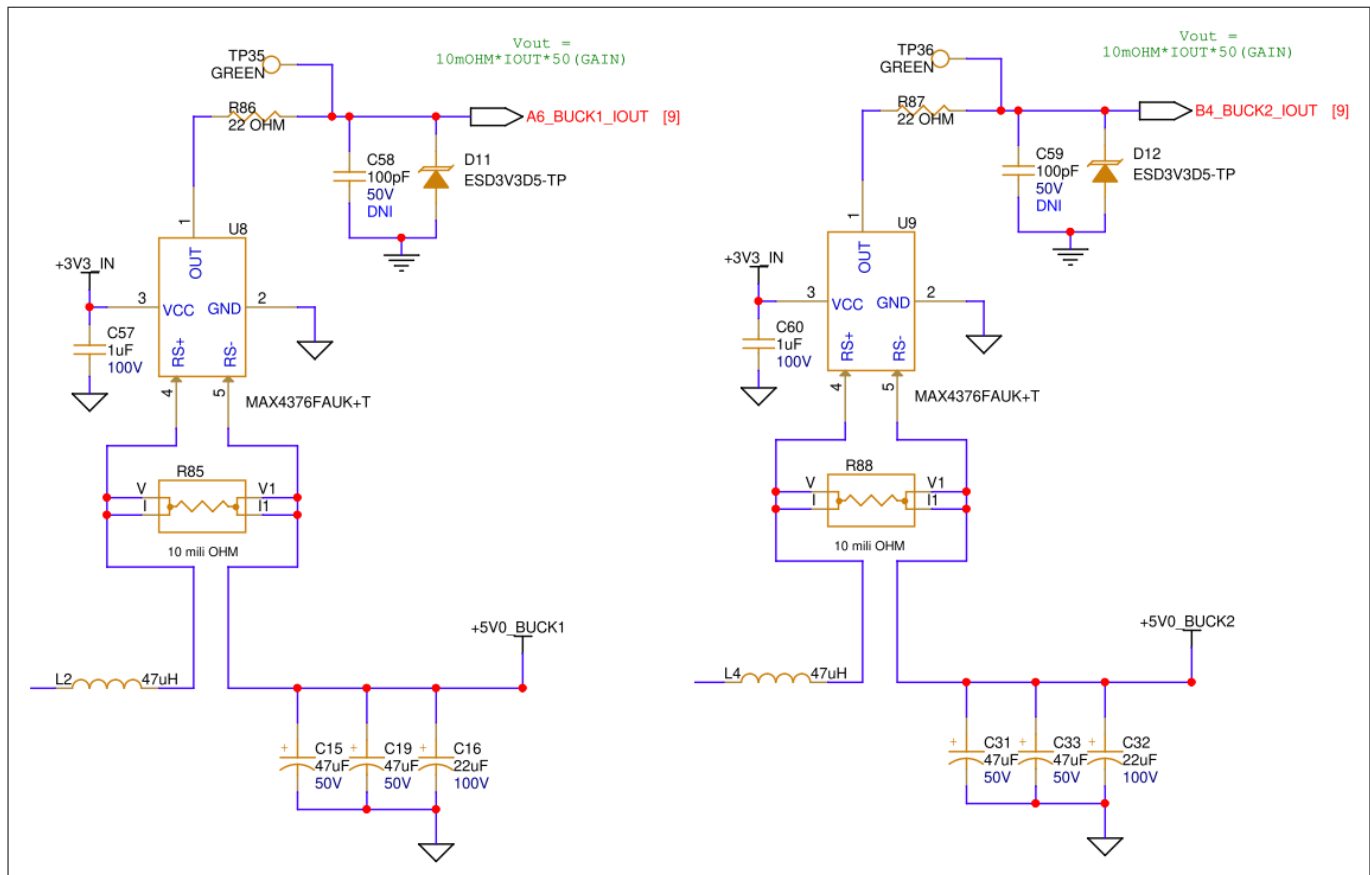 Vout =
10mOHM*IOUT*50(GAIN)
TP35
GREEN
R86
22 OHM
A6_BUCK1_IOUT [9]
C58
100pF
50V
DNI
D11
ESD3V3D5-TP
1
U8
OUT
+3V3_IN
3
VCC
GND
2
C57
1uF
100V
RS+
RS-
4
5
MAX4376FAUK+T
R85
V
I
V1
I1
10 mili OHM
+5V0_BUCK1
L2
47uH
+
C15
47uF
50V
+
C19
47uF
50V
+
C16
22uF
100V
Vout =
10mOHM*IOUT*50(GAIN)
TP36
GREEN
R87
22 OHM
B4_BUCK2_IOUT [9]
C59
100pF
50V
DNI
D12
ESD3V3D5-TP
1
U9
OUT
+3V3_IN
3
VCC
GND
2
C60
1uF
100V
RS+
RS-
4
5
MAX4376FAUK+T
R88
V
I
V1
I1
10 mili OHM
+5V0_BUCK2
L4
47uH
+
C31
47uF
50V
+
C33
47uF
50V
+
C32
22uF
100V